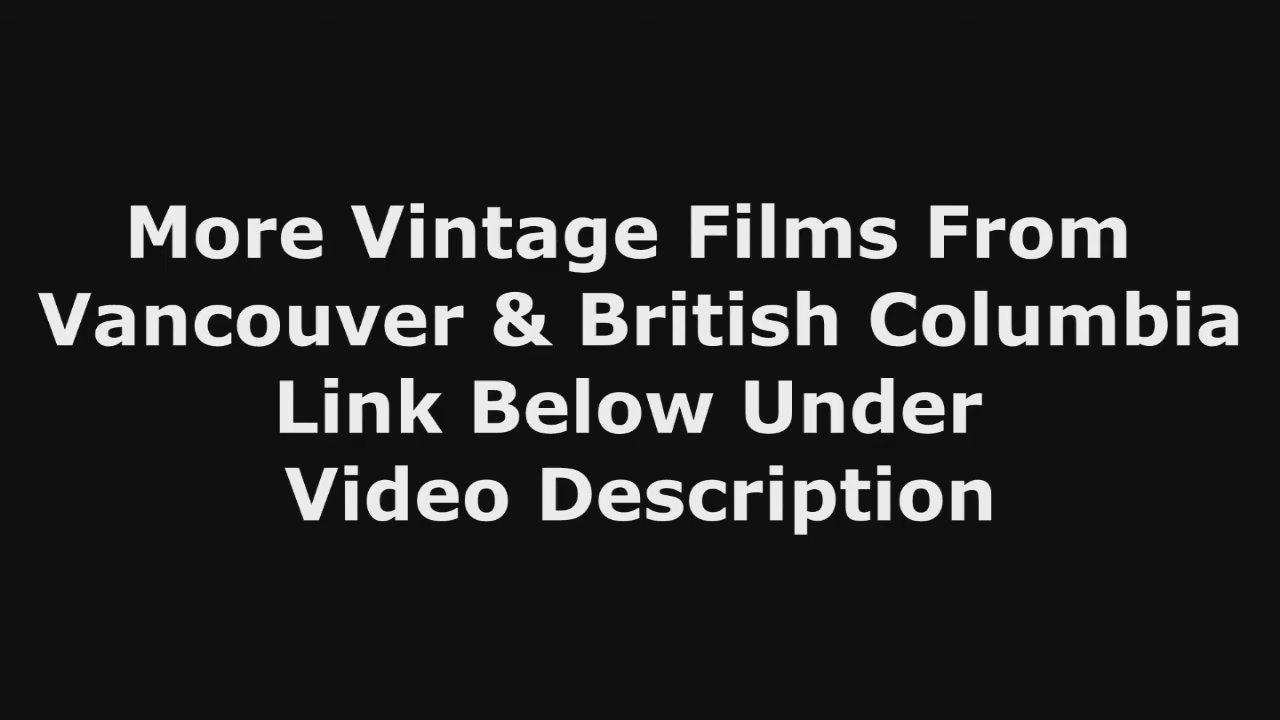 More Vintage Films From
Vancouver & British Columbia
Link Below Under
Video Description